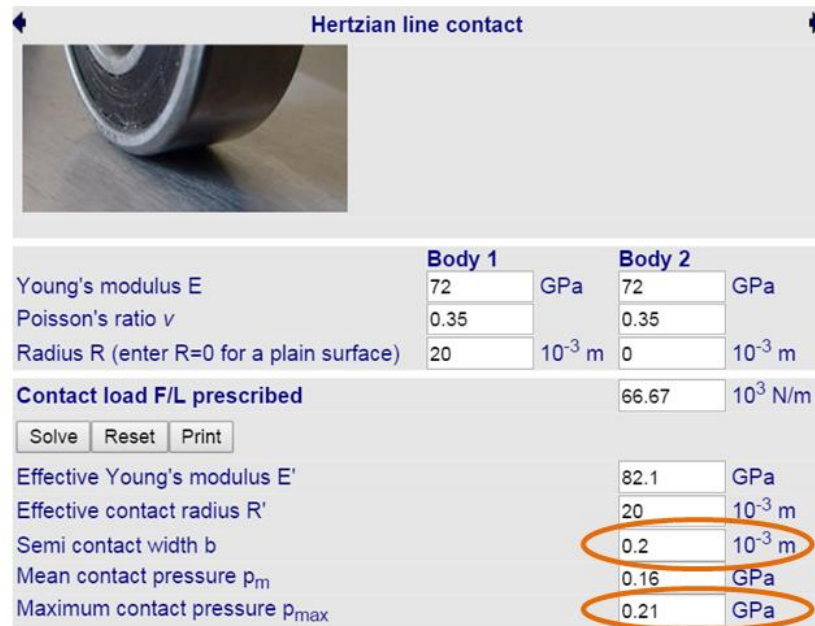 Hertzian line contact
Body 1 Body 2
Young's modulus E 72 GPa 72 GPa
Poisson's ratio v 0.35 0.35
Radius R (enter R=0 for a plain surface) 20 10⁻³ m 0 10⁻³ m
Contact load F/L prescribed 66.67 10³ N/m
Solve Reset Print
Effective Young's modulus E' 82.1 GPa
Effective contact radius R' 20 10⁻³ m
Semi contact width b 0.2 10⁻³ m
Mean contact pressure pm 0.16 GPa
Maximum contact pressure pmax 0.21 GPa